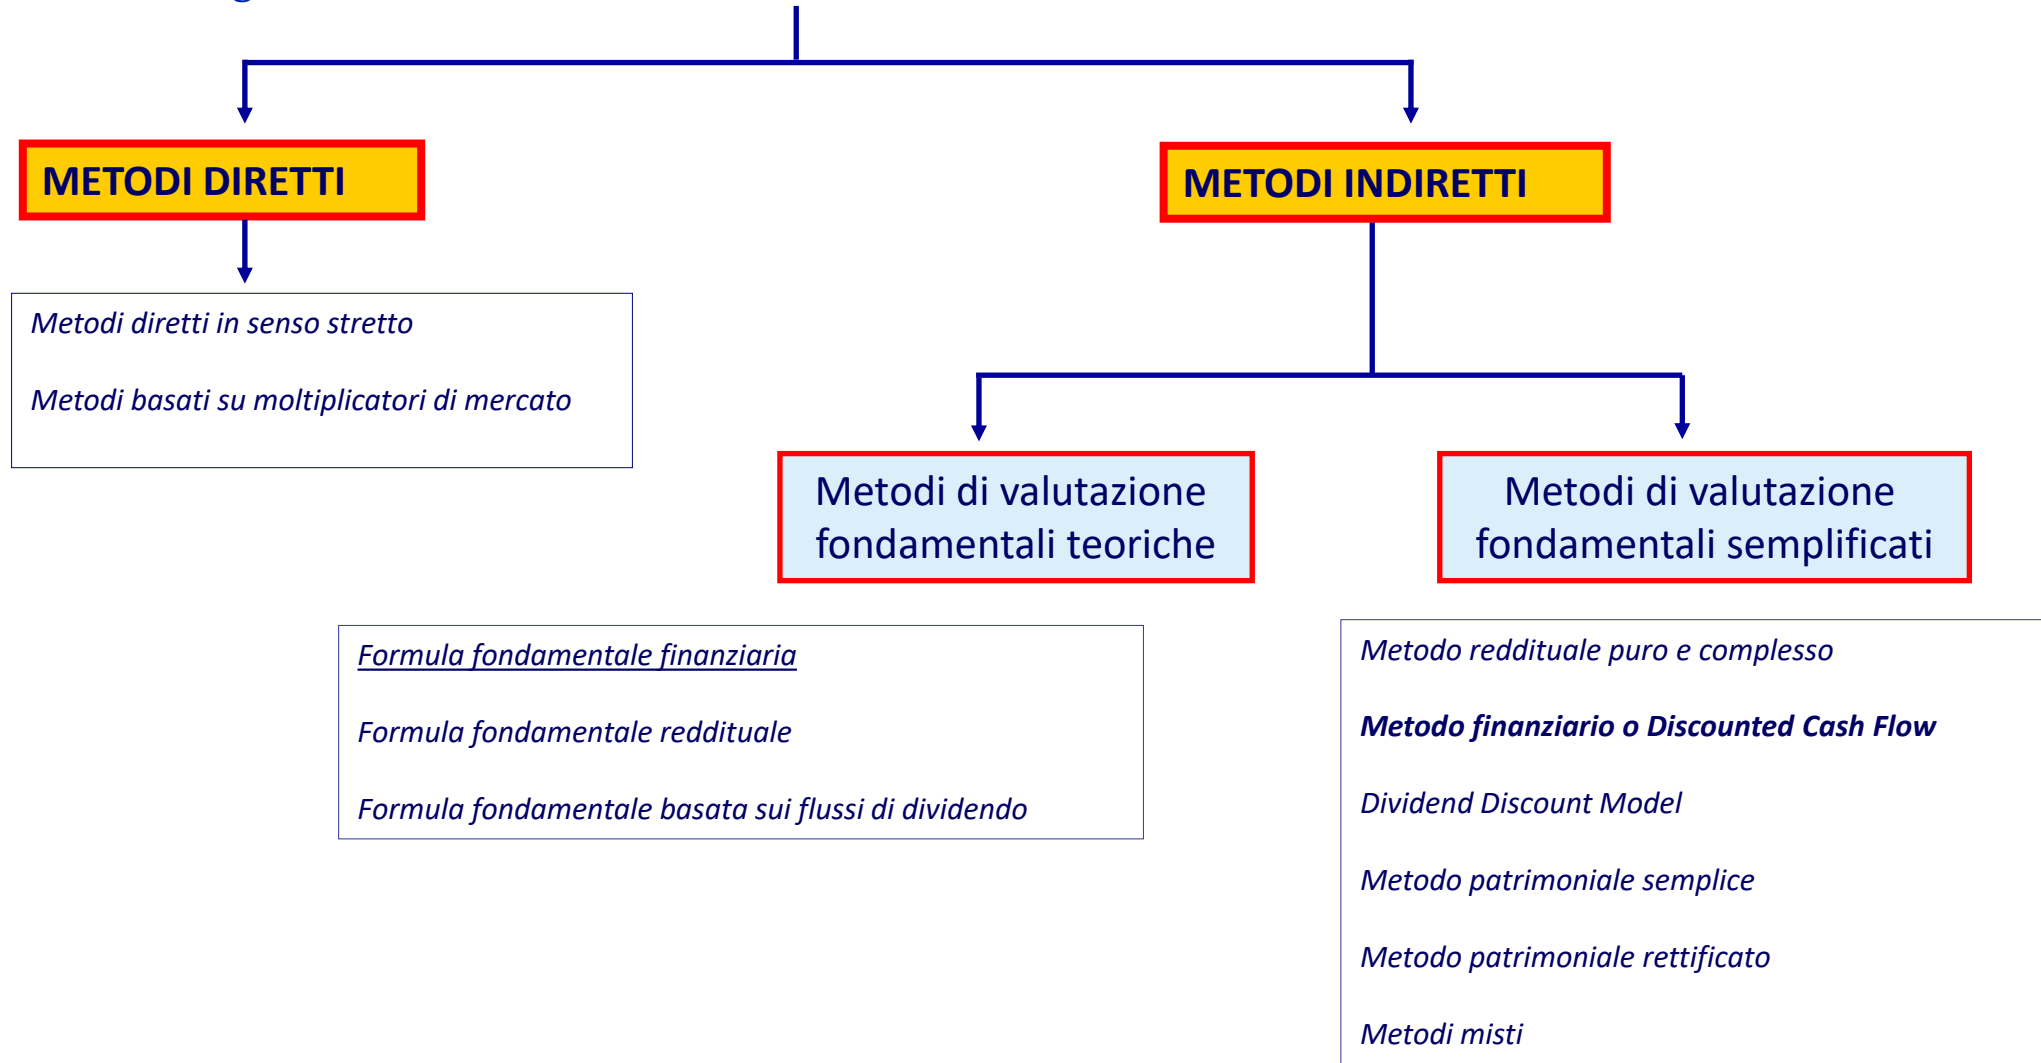 METODI DIRETTI
METODI INDIRETTI
Metodi diretti in senso stretto
Metodi basati su moltiplicatori di mercato
Metodi di valutazione
fondamentali teoriche
Metodi di valutazione
fondamentali semplificati
Formula fondamentale finanziaria
Formula fondamentale reddituale
Formula fondamentale basata sui flussi di dividendo
Metodo reddituale puro e complesso
Metodo finanziario o Discounted Cash Flow
Dividend Discount Model
Metodo patrimoniale semplice
Metodo patrimoniale rettificato
Metodi misti